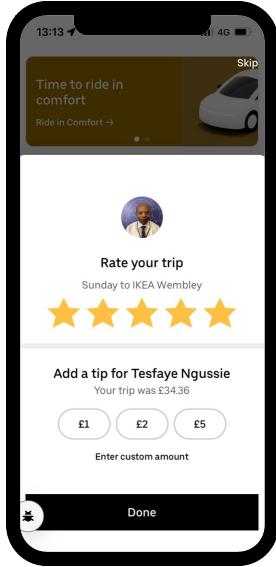 13:13
4G
Skip
Time to ride in
comfort
Ride in Comfort →
Rate your trip
Sunday to IKEA Wembley
Add a tip for Tesfaye Ngussie
Your trip was £34.36
£1 £2 £5
Enter custom amount
Done